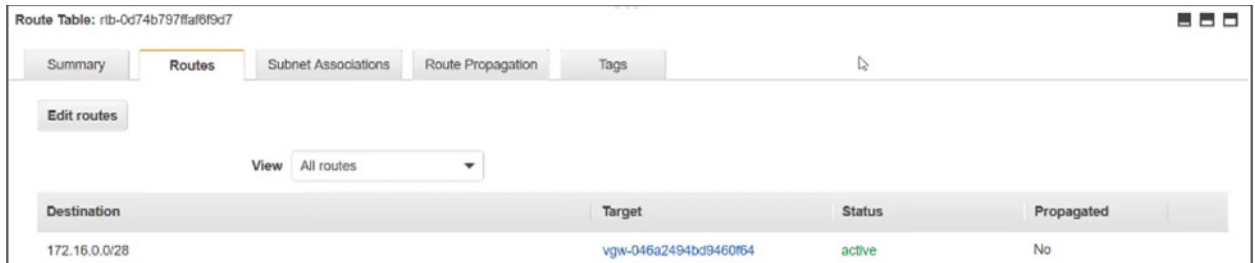 Route Table: rtb-0d74b797ffaf6f9d7
Summary Routes Subnet Associations Route Propagation Tags
Edit routes
View All routes
Destination Target Status Propagated
172.16.0.0/28 vgw-046a2494bd9460f64 active No